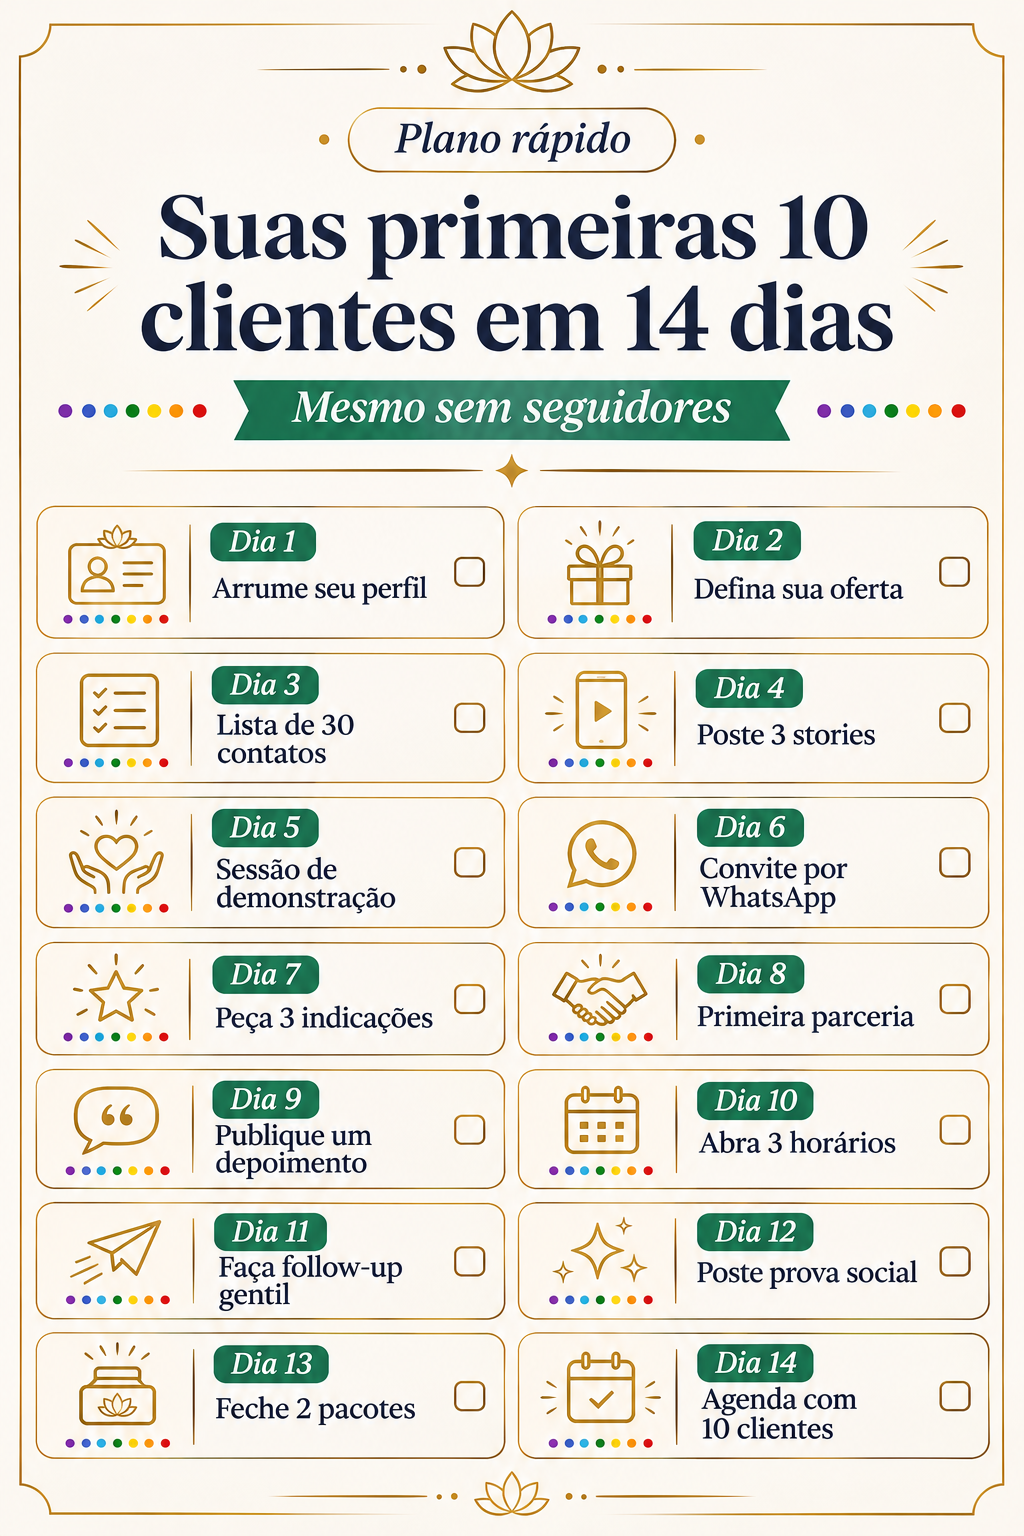 Plano rápido
Suas primeiras 10
clientes em 14 dias
Mesmo sem seguidores
Dia 1
Arrume seu perfil
Dia 2
Defina sua oferta
Dia 3
Lista de 30
contatos
Dia 4
Poste 3 stories
Dia 5
Sessão de
demonstração
Dia 6
Convite por
WhatsApp
Dia 7
Peça 3 indicações
Dia 8
Primeira parceria
Dia 9
Publique um
depoimento
Dia 10
Abra 3 horários
Dia 11
Faça follow-up
gentil
Dia 12
Poste prova social
Dia 13
Feche 2 pacotes
Dia 14
Agenda com
10 clientes